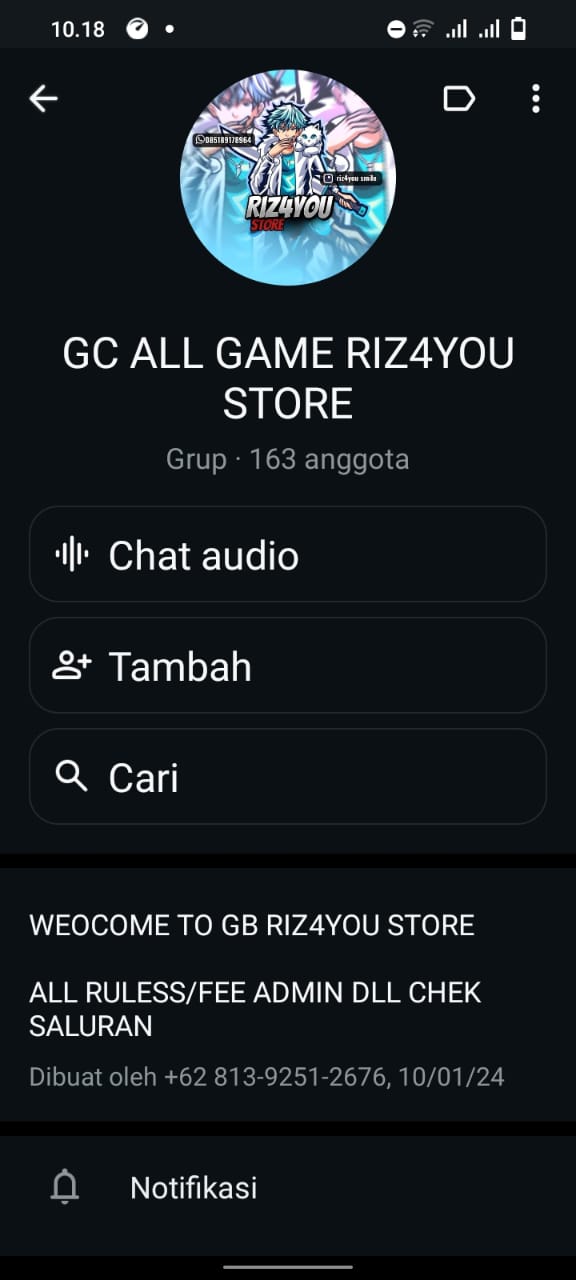 10.18
085189178964
riz4you smile
RIZ4YOU
STORE
GC ALL GAME RIZ4YOU
STORE
Grup · 163 anggota
Chat audio
Tambah
Cari
WEOCOME TO GB RIZ4YOU STORE
ALL RULESS/FEE ADMIN DLL CHEK
SALURAN
Dibuat oleh +62 813-9251-2676, 10/01/24
Notifikasi